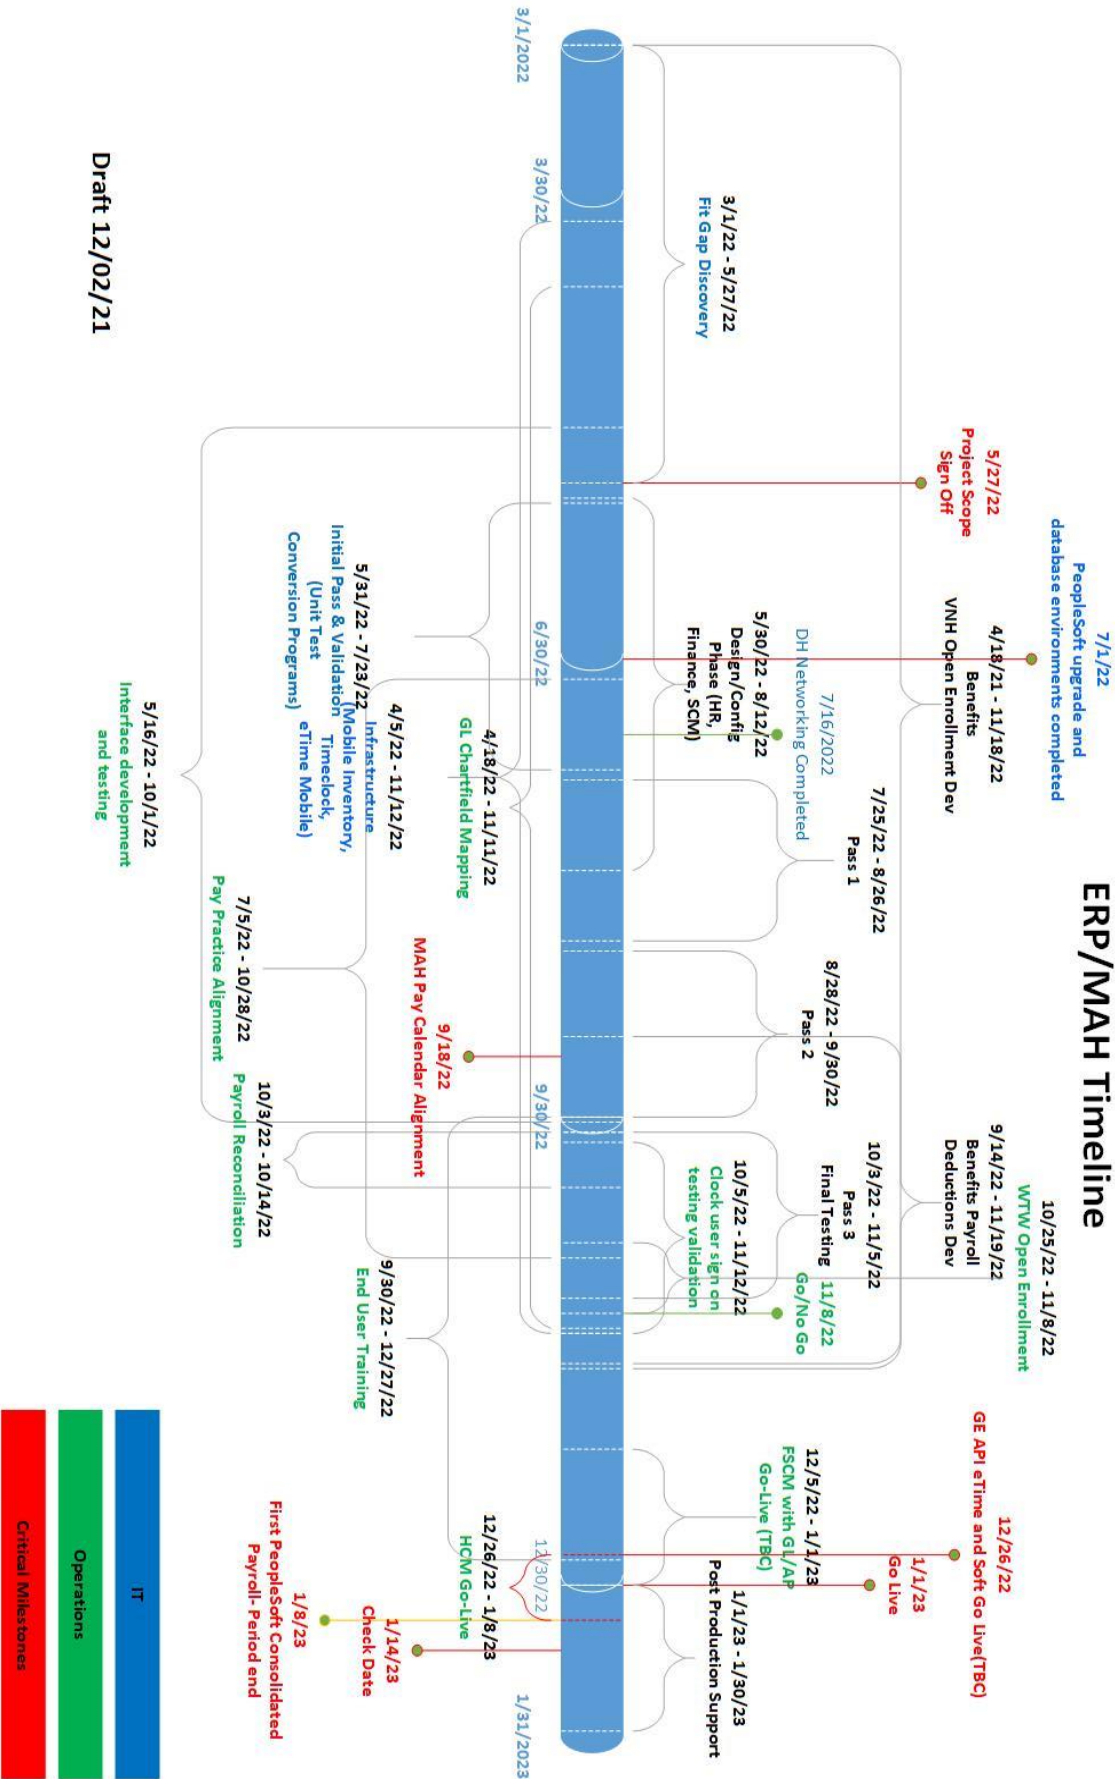 ERP/MAH Timeline
7/1/22
PeopleSoft upgrade and
database environments completed
5/27/22
Project Scope
Sign Off
4/18/21 - 11/18/22
Benefits
VNH Open Enrollment Dev
10/25/22 - 11/8/22
WTW Open Enrollment
9/14/22 - 11/19/22
Benefits Payroll
Deductions Dev
12/26/22
GE API eTime and Soft Go Live(TBC)
1/1/23
Go Live
7/25/22 - 8/26/22
Pass 1
8/28/22 - 9/30/22
Pass 2
10/3/22 - 11/5/22
Pass 3
Final Testing
11/8/22
Go/No Go
7/16/2022
DH Networking Completed
12/5/22 - 1/1/23
FSCM with GL/AP
Go-Live (TBC)
3/1/22 - 5/27/22
Fit Gap Discovery
5/30/22 - 8/12/22
Design/Config
Phase (HR,
Finance, SCM)
10/5/22 - 11/12/22
Clock user sign on
testing validation
1/1/23 - 1/30/23
Post Production Support
3/1/2022
3/30/22
6/30/22
9/30/22
12/30/22
1/31/2023
4/18/22 - 11/11/22
GL Chartfield Mapping
12/26/22 - 1/8/23
HCM Go-Live
9/18/22
MAH Pay Calendar Alignment
4/5/22 - 11/12/22
Infrastructure
(Mobile Inventory,
Timeclock,
eTime Mobile)
5/31/22 - 7/23/22
Initial Pass & Validation
(Unit Test
Conversion Programs)
9/30/22 - 12/27/22
End User Training
1/14/23
Check Date
1/8/23
First PeopleSoft Consolidated
Payroll- Period end
7/5/22 - 10/28/22
Pay Practice Alignment
10/3/22 - 10/14/22
Payroll Reconciliation
5/16/22 - 10/1/22
Interface development
and testing
Draft 12/02/21
IT
Operations
Critical Milestones